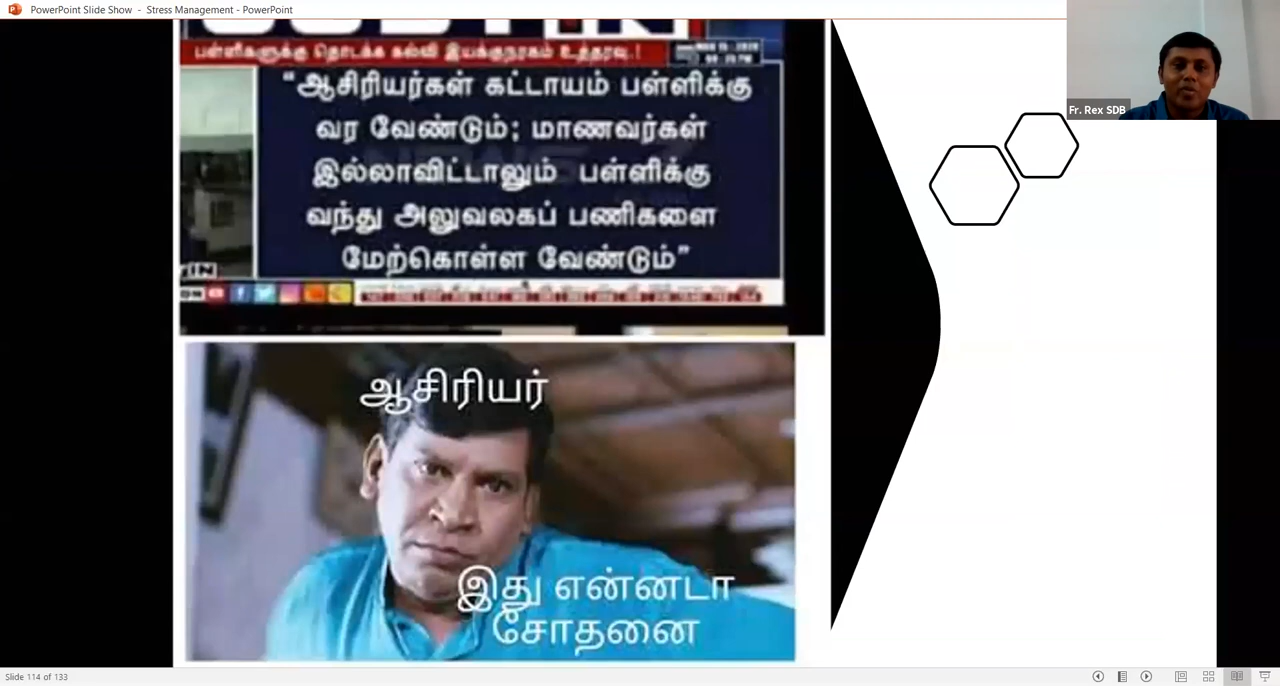 PowerPoint Slide Show - Stress Management - PowerPoint
Fr. Rex SDB
பள்ளிகளுக்கு தொடக்க கல்வி இயக்குநரகம் உத்தரவு..!
"ஆசிரியர்கள் கட்டாயம் பள்ளிக்கு
வர வேண்டும்; மாணவர்கள்
இல்லாவிட்டாலும் பள்ளிக்கு
வந்து அலுவலகப் பணிகளை
மேற்கொள்ள வேண்டும்"
ஆசிரியர்
இது என்னடா
சோதனை
Slide 114 of 133